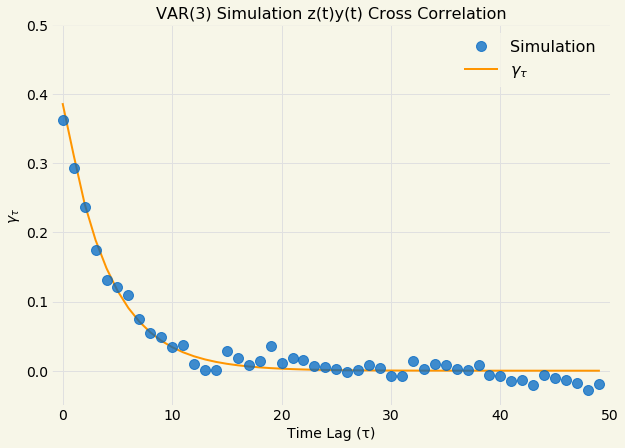 VAR(3) Simulation z(t)y(t) Cross Correlation
0.5
0.4
0.3
0.2
0.1
0.0
γτ
Simulation
γτ
0 10 20 30 40 50
Time Lag (τ)